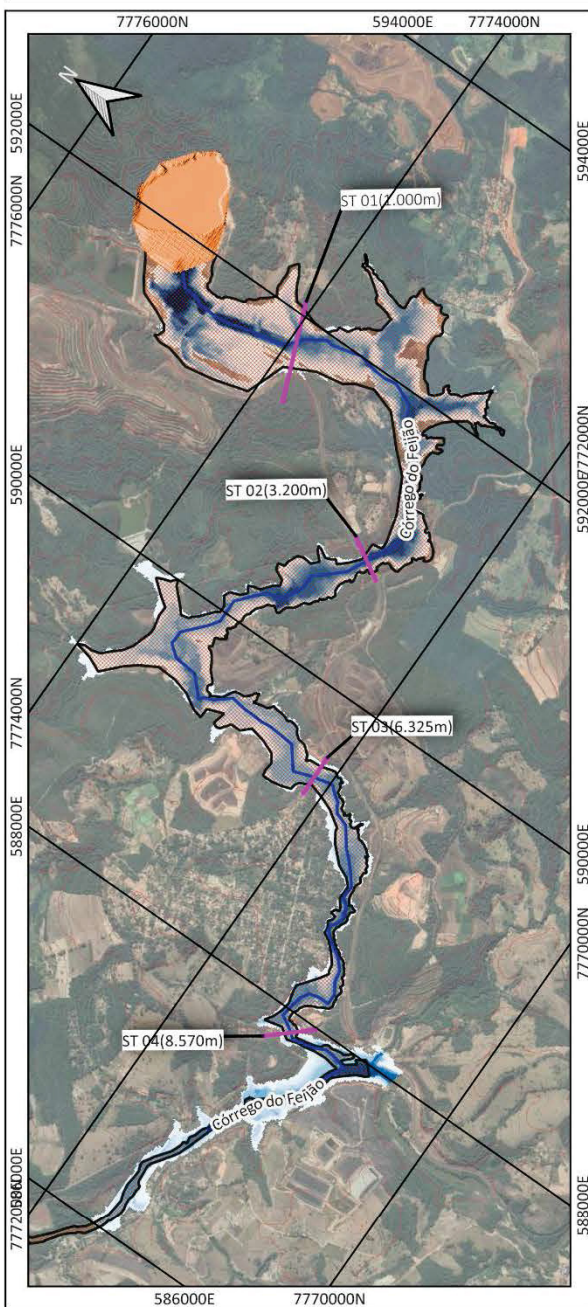 7776000N
594000E
7774000N
N
592000E
594000E
7776000N
ST 01(1.000m)
7772000N
Córrego do Feijão
590000E
ST 02(3.200m)
592000E
7774000N
ST 03(6.325m)
588000E
590000E
7770000N
ST 04(8.570m)
Córrego do Feijão
586000E
588000E
586000E
7770000N